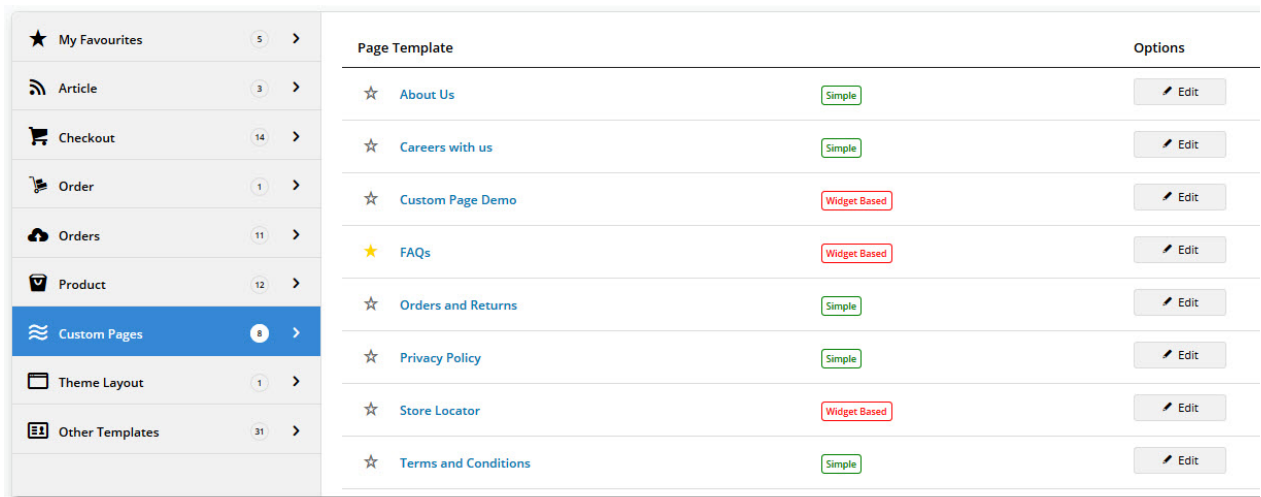 My Favourites 5
Article 3
Checkout 14
Order 1
Orders 11
Product 12
Custom Pages 8
Theme Layout 1
Other Templates 31
Page Template Options
About Us Simple Edit
Careers with us Simple Edit
Custom Page Demo Widget Based Edit
FAQs Widget Based Edit
Orders and Returns Simple Edit
Privacy Policy Simple Edit
Store Locator Widget Based Edit
Terms and Conditions Simple Edit